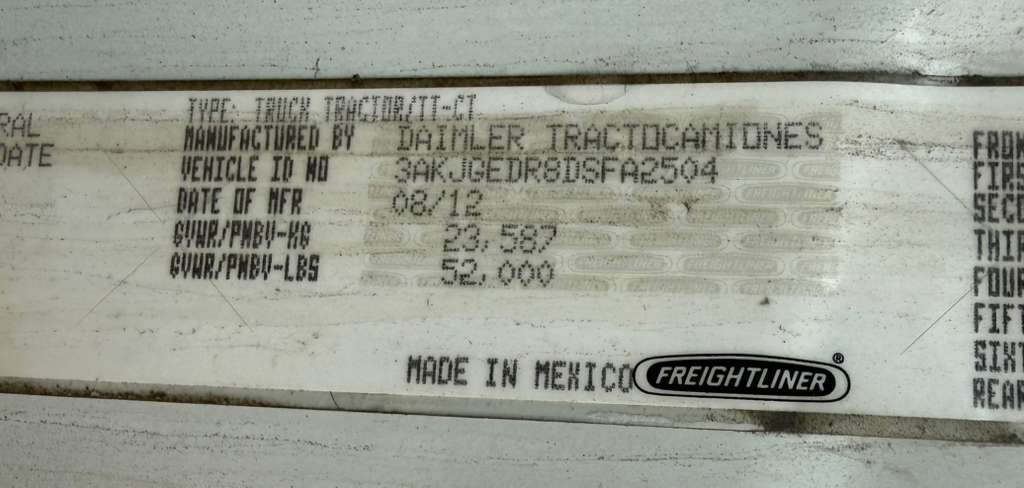 TYPE: TRUCK TRACTOR/TT-CT
RAL
DATE
MANUFACTURED BY DAIMLER TRACTOCAMIONES
VEHICLE ID NO 3AKJGEDR8DSFA2504
DATE OF MFR 08/12
GVWR/PMBV-KG 23,587
GVWR/PMBV-LBS 52,000
MADE IN MEXICO FREIGHTLINER ®
FROM
FIRS
SECO
THIR
FOUR
FIFT
SIXT
REAR